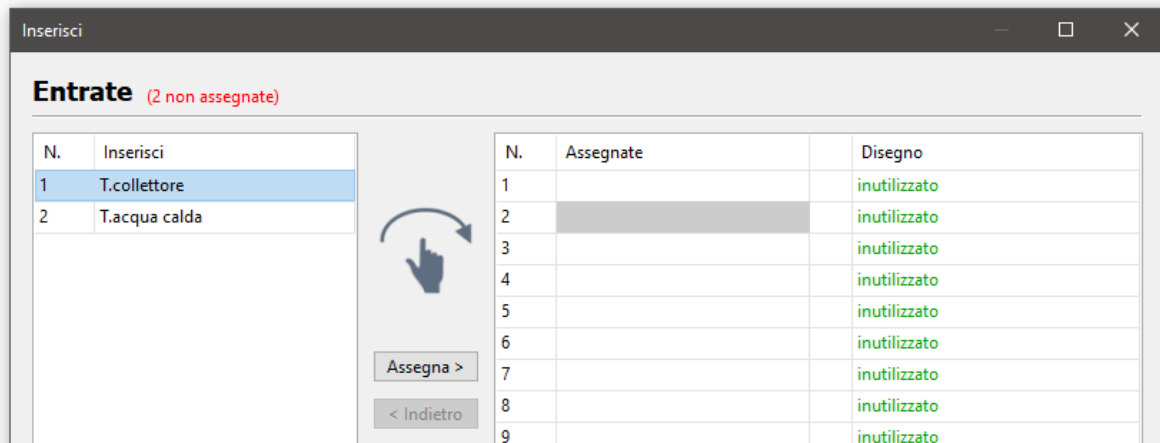 Inserisci
Entrate (2 non assegnate)
N. Inserisci
1 T.collettore
2 T.acqua calda
Assegna >
< Indietro
N. Assegnate Disegno
1 inutilizzato
2 inutilizzato
3 inutilizzato
4 inutilizzato
5 inutilizzato
6 inutilizzato
7 inutilizzato
8 inutilizzato
9 inutilizzato